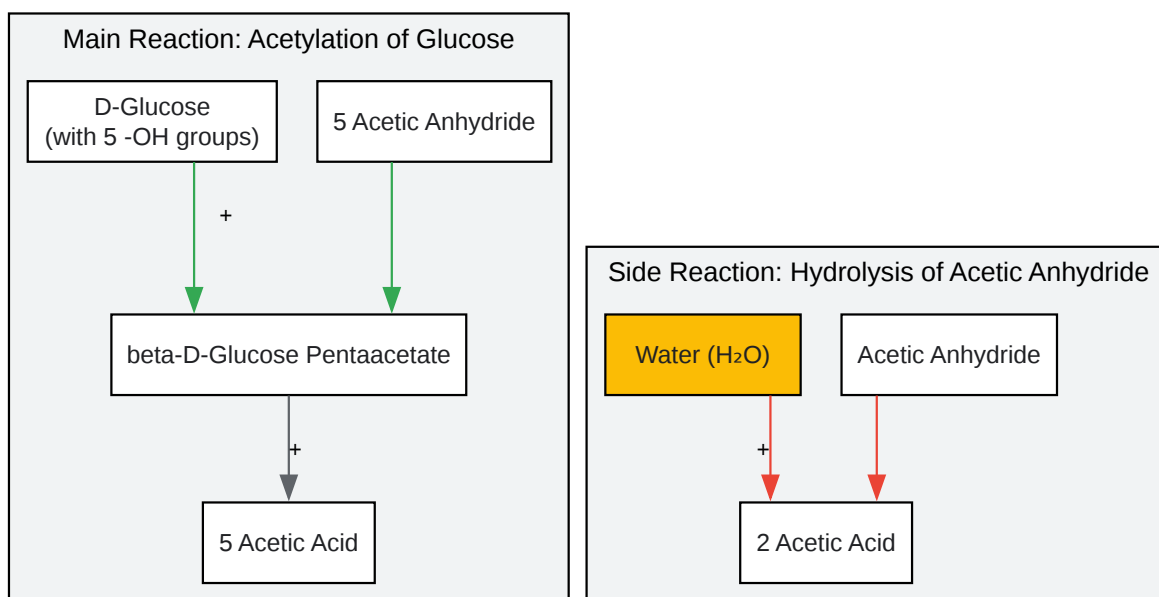 Main Reaction: Acetylation of Glucose
D-Glucose
(with 5 -OH groups)
5 Acetic Anhydride
+
beta-D-Glucose Pentaacetate
+
5 Acetic Acid
Side Reaction: Hydrolysis of Acetic Anhydride
Water (H₂O)
Acetic Anhydride
+
2 Acetic Acid